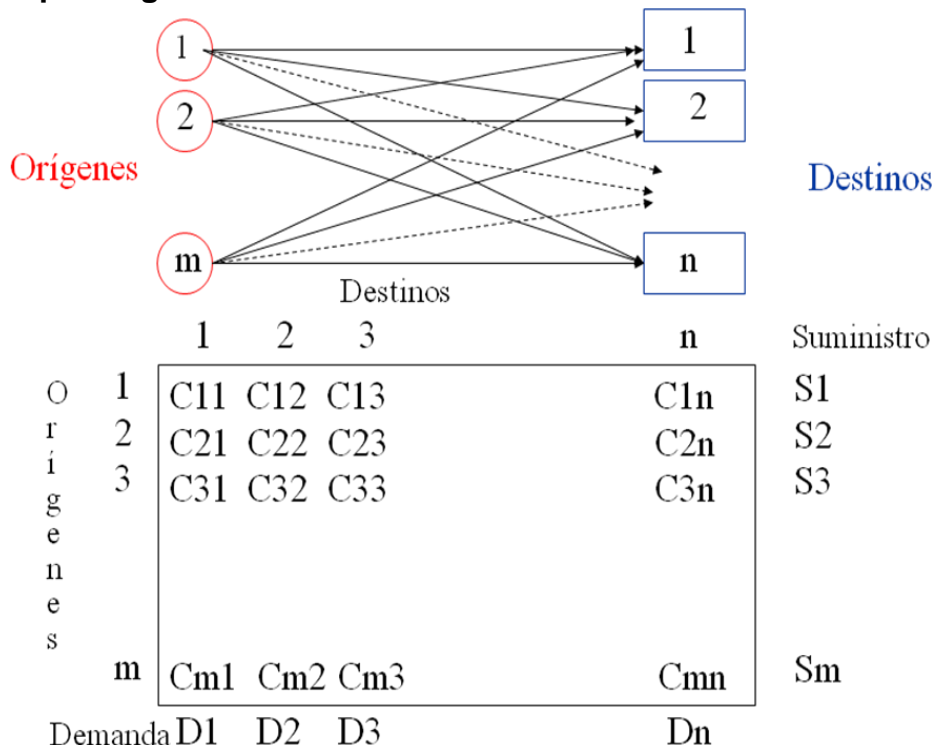 1 1
2 2
Orígenes Destinos
m n
Destinos
1 2 3 n Suministro
Orígenes
1 C11 C12 C13 C1n S1
2 C21 C22 C23 C2n S2
3 C31 C32 C33 C3n S3
m Cm1 Cm2 Cm3 Cmn Sm
Demanda D1 D2 D3 Dn